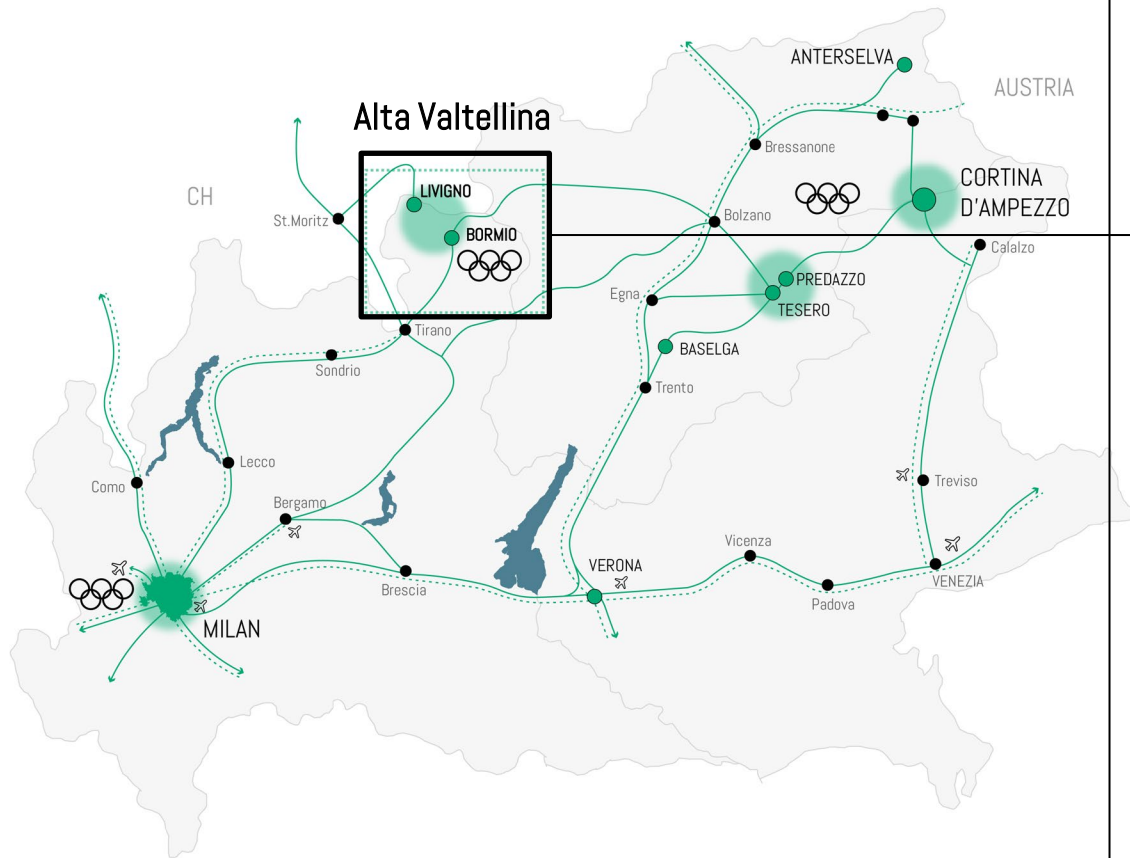 ANTERSELVA
AUSTRIA
Alta Valtellina
Bressanone
CH
LIVIGNO
CORTINA
D'AMPEZZO
St.Moritz
Bolzano
BORMIO
Calalzo
PREDAZZO
Egna
TESERO
Tirano
BASELGA
Sondrio
Trento
Lecco
Como
Treviso
Bergamo
Vicenza
VERONA
VENEZIA
Brescia
Padova
MILAN